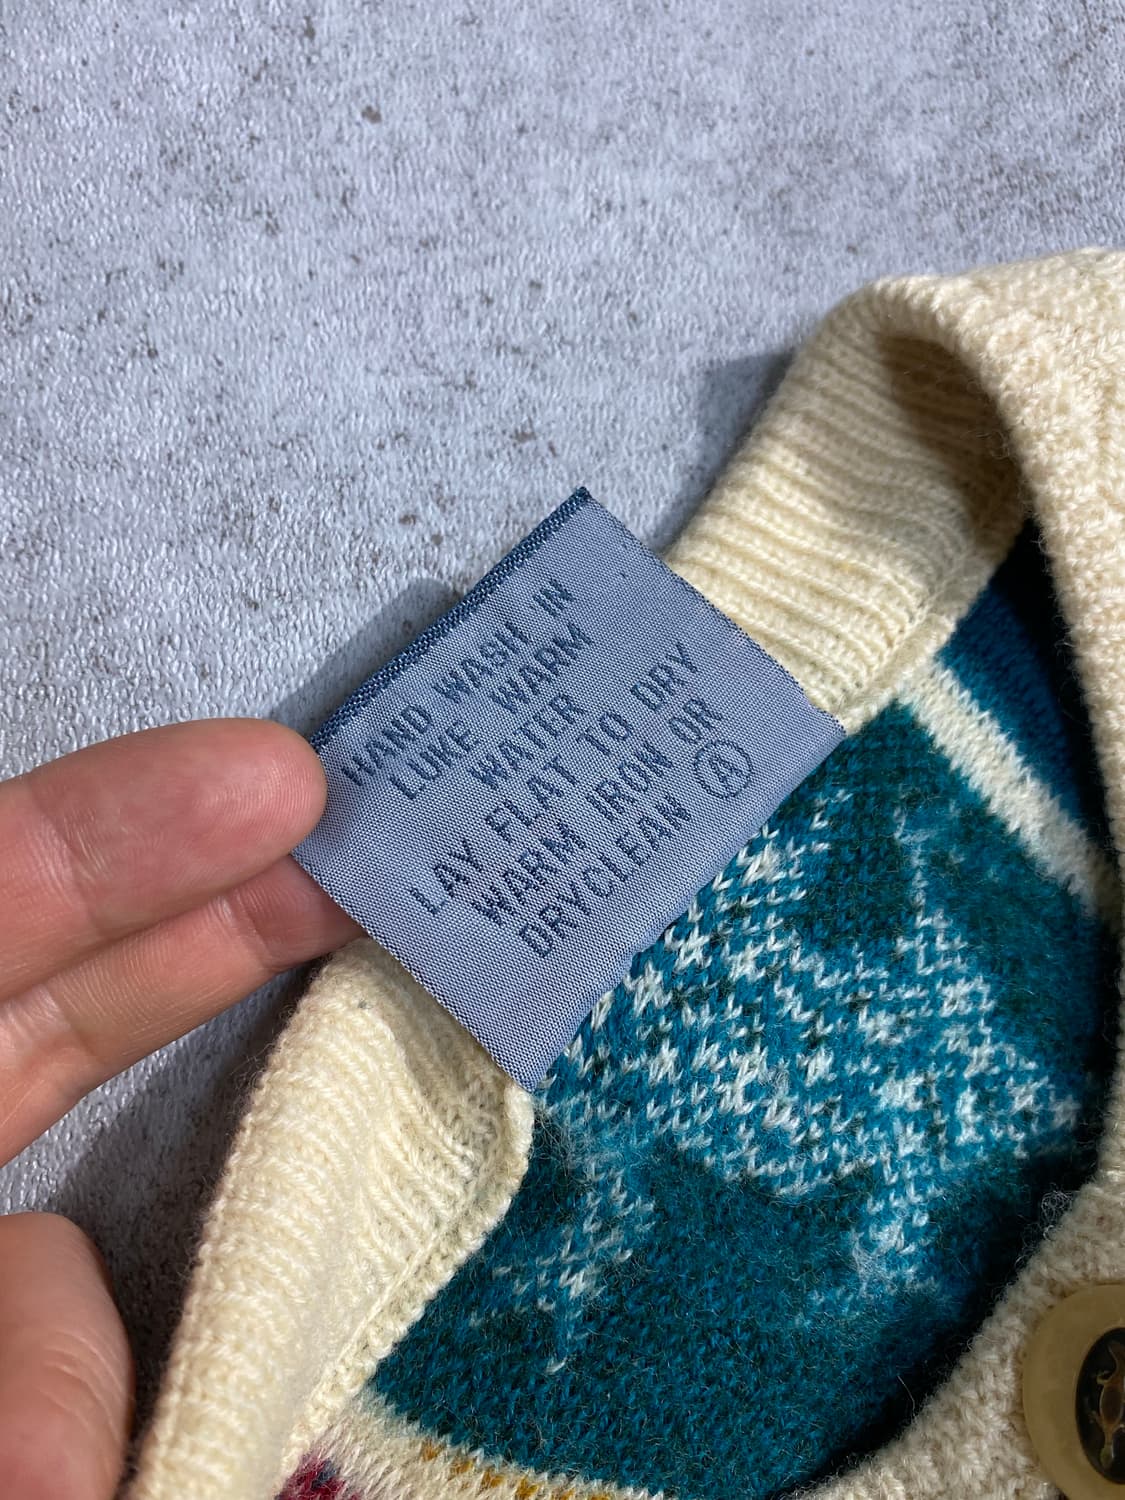 HAND WASH IN
LUKE WARM
WATER
LAY FLAT TO DRY
WARM IRON OR
DRYCLEAN Ⓐ